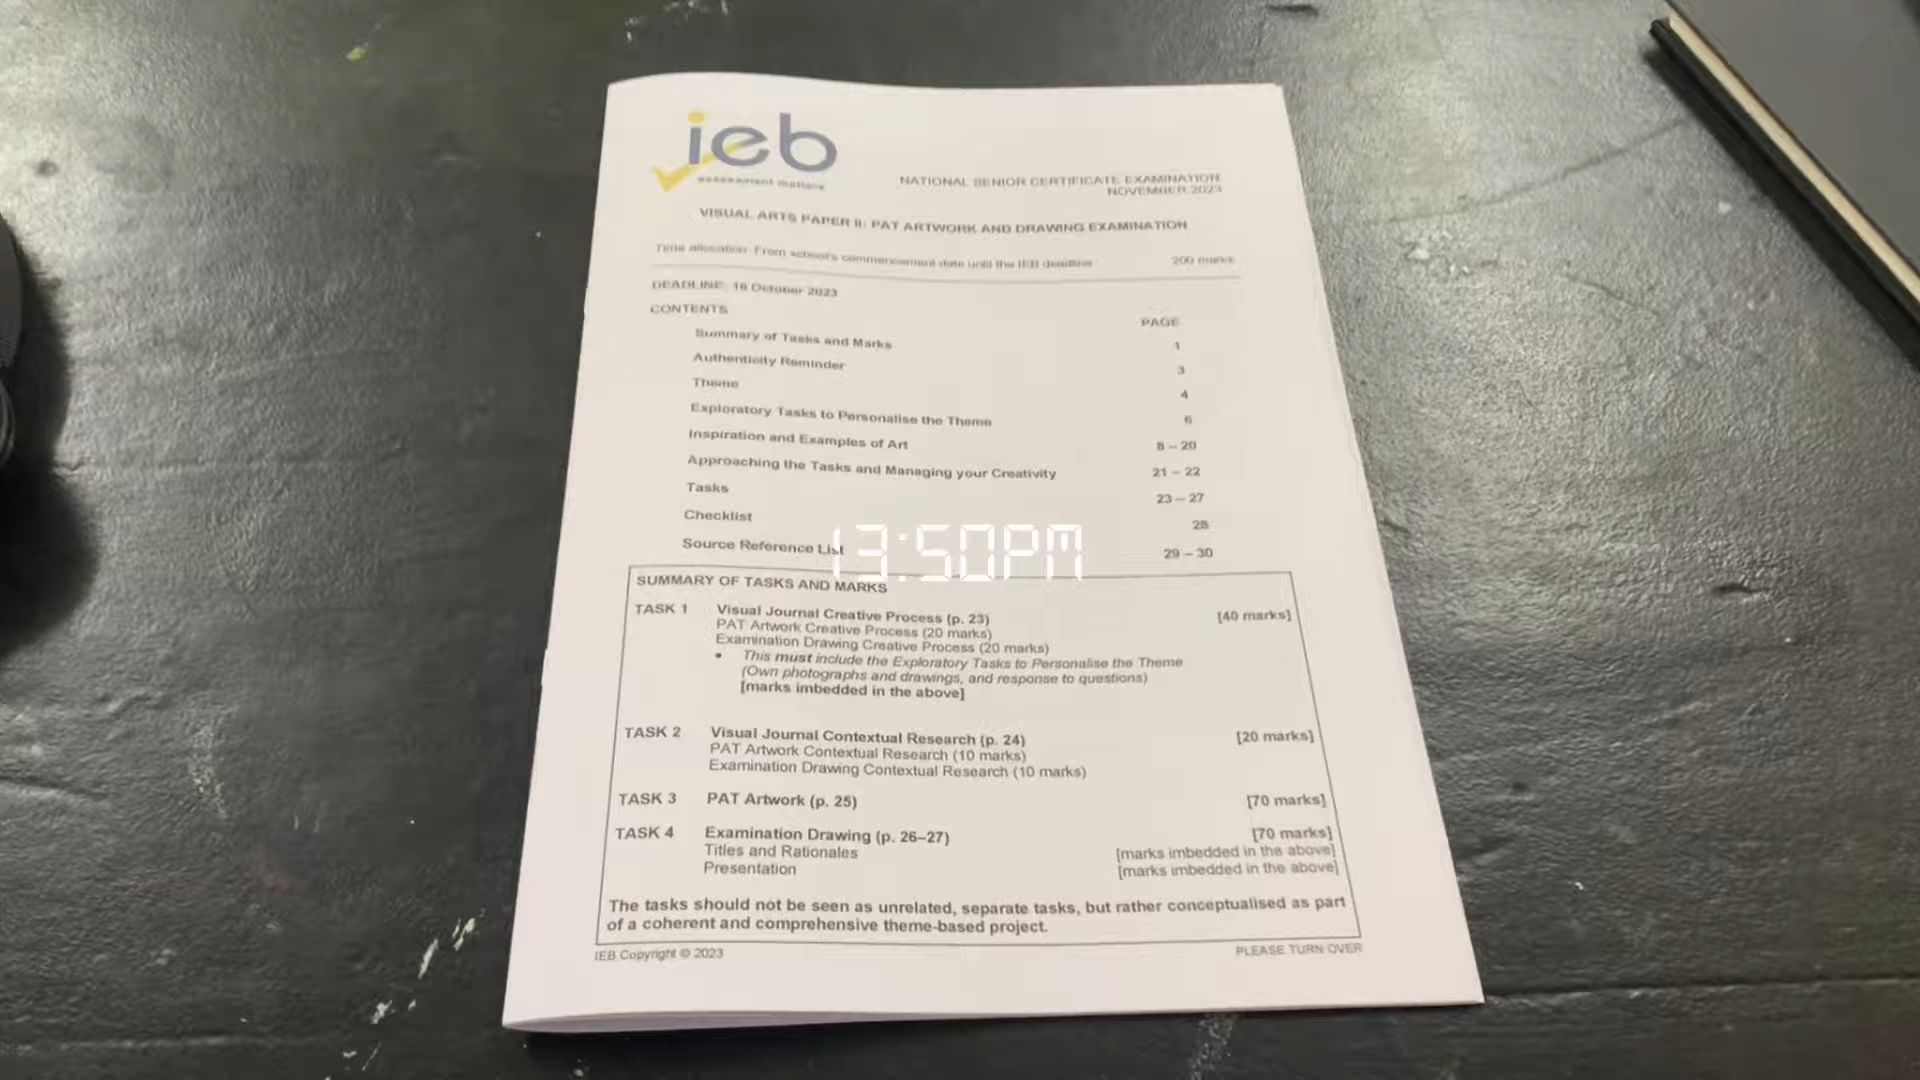 ieb
assessment matters
NATIONAL SENIOR CERTIFICATE EXAMINATION
NOVEMBER 2023
VISUAL ARTS PAPER II: PAT ARTWORK AND DRAWING EXAMINATION
Time allocation: From school's commencement date until the IEB deadline 200 marks
DEADLINE: 16 October 2023
CONTENTS PAGE
Summary of Tasks and Marks 1
Authenticity Reminder 3
Theme 4
Exploratory Tasks to Personalise the Theme 6
Inspiration and Examples of Art 8 – 20
Approaching the Tasks and Managing your Creativity 21 – 22
Tasks 23 – 27
Checklist 28
Source Reference List 29 – 30
13:50PM
SUMMARY OF TASKS AND MARKS
TASK 1 Visual Journal Creative Process (p. 23) [40 marks]
PAT Artwork Creative Process (20 marks)
Examination Drawing Creative Process (20 marks)
• This must include the Exploratory Tasks to Personalise the Theme
(Own photographs and drawings, and response to questions)
[marks imbedded in the above]
TASK 2 Visual Journal Contextual Research (p. 24) [20 marks]
PAT Artwork Contextual Research (10 marks)
Examination Drawing Contextual Research (10 marks)
TASK 3 PAT Artwork (p. 25) [70 marks]
TASK 4 Examination Drawing (p. 26–27) [70 marks]
Titles and Rationales [marks imbedded in the above]
Presentation [marks imbedded in the above]
The tasks should not be seen as unrelated, separate tasks, but rather conceptualised as part
of a coherent and comprehensive theme-based project.
IEB Copyright © 2023 PLEASE TURN OVER